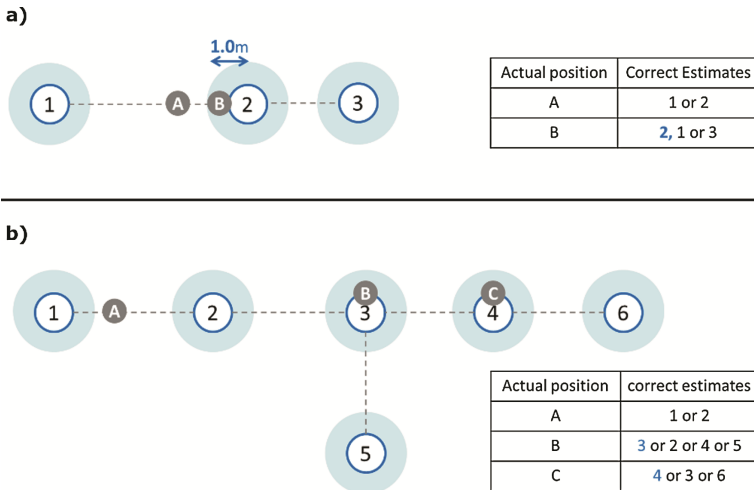 a)
1.0m
1 A B 2 3
Actual position Correct Estimates
A 1 or 2
B 2, 1 or 3
b)
1 A 2 B 3 C 4 6
5
Actual position correct estimates
A 1 or 2
B 3 or 2 or 4 or 5
C 4 or 3 or 6